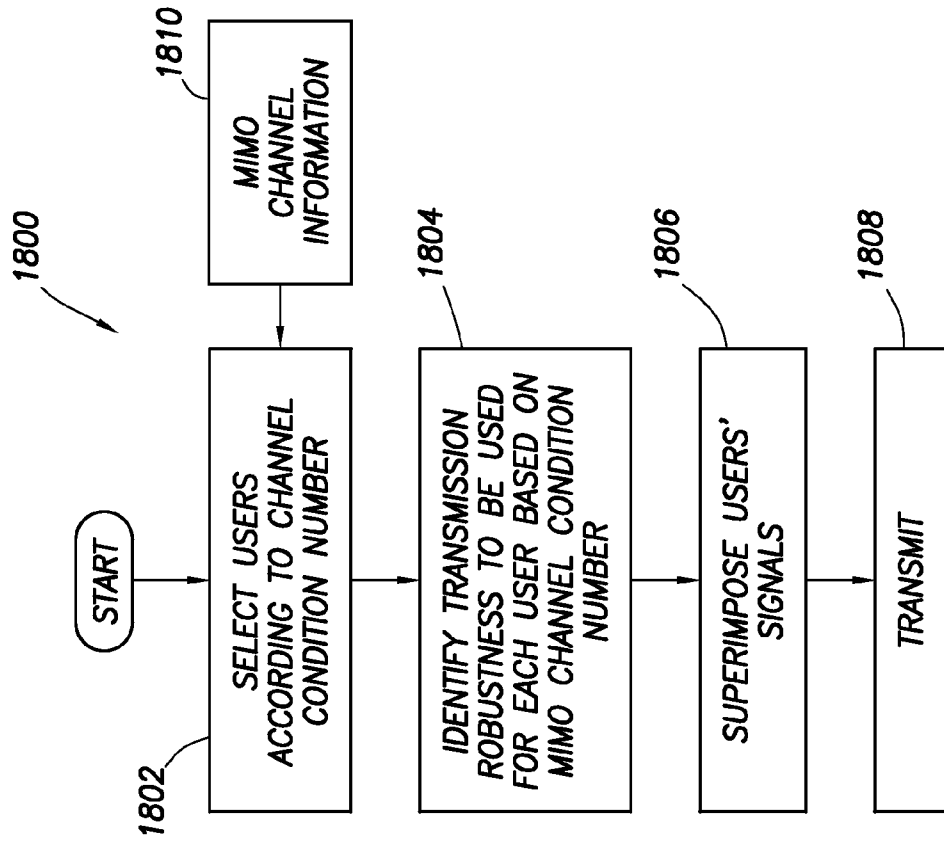 1800
START
1810
MIMO
CHANNEL
INFORMATION
1802
SELECT USERS
ACCORDING TO CHANNEL
CONDITION NUMBER
1804
IDENTIFY TRANSMISSION
ROBUSTNESS TO BE USED
FOR EACH USER BASED ON
MIMO CHANNEL CONDITION
NUMBER
1806
SUPERIMPOSE USERS'
SIGNALS
1808
TRANSMIT